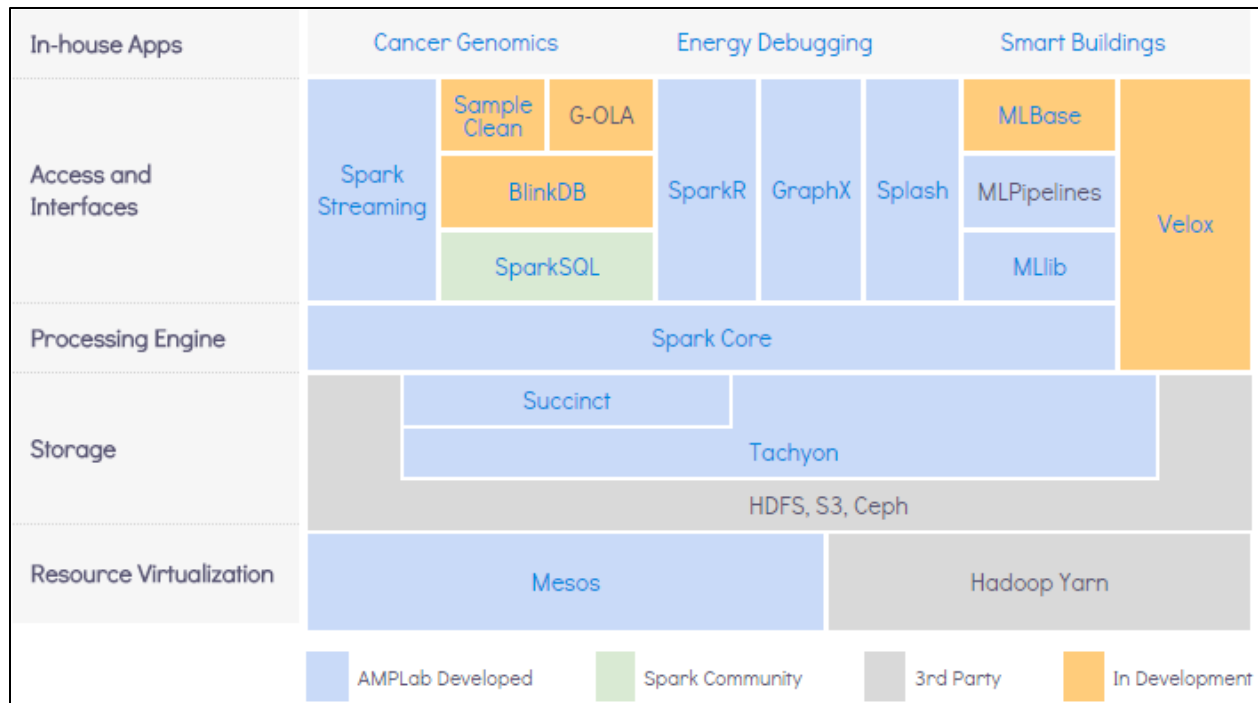 In-house Apps
Cancer Genomics
Energy Debugging
Smart Buildings
Access and
Interfaces
Spark
Streaming
Sample
Clean
G-OLA
BlinkDB
SparkSQL
SparkR
GraphX
Splash
MLBase
MLPipelines
MLlib
Velox
Processing Engine
Spark Core
Storage
Succinct
Tachyon
HDFS, S3, Ceph
Resource Virtualization
Mesos
Hadoop Yarn
AMPLab Developed
Spark Community
3rd Party
In Development